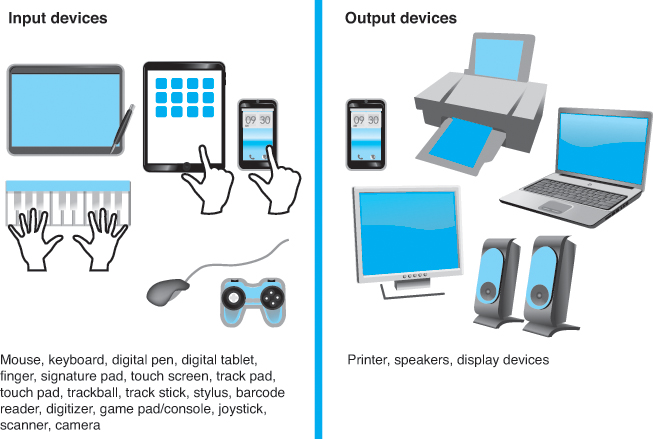 Input devices
Output devices
09 30
09 30
Mouse, keyboard, digital pen, digital tablet,
finger, signature pad, touch screen, track pad,
touch pad, trackball, track stick, stylus, barcode
reader, digitizer, game pad/console, joystick,
scanner, camera
Printer, speakers, display devices